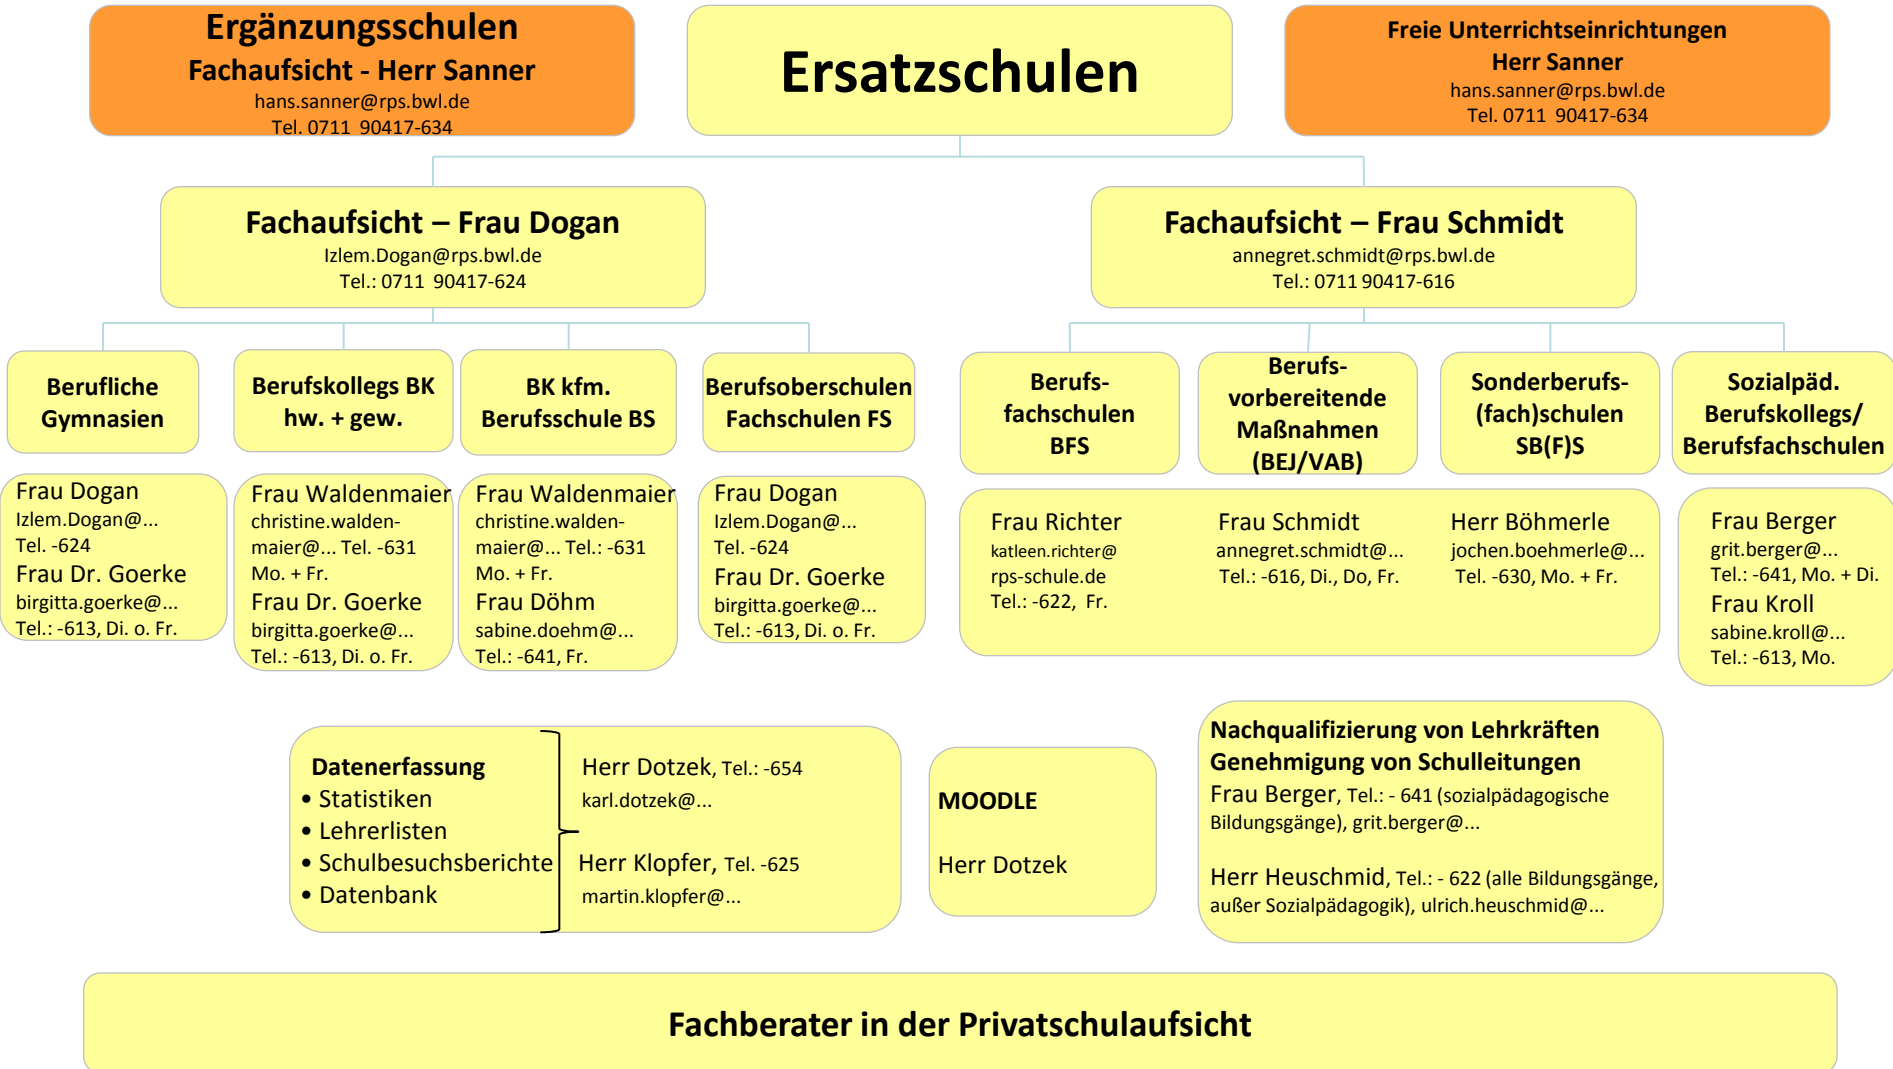 Ergänzungsschulen
Fachaufsicht - Herr Sanner
hans.sanner@rps.bwl.de
Tel. 0711 90417-634
Ersatzschulen
Freie Unterrichtseinrichtungen
Herr Sanner
hans.sanner@rps.bwl.de
Tel. 0711 90417-634
Fachaufsicht – Frau Dogan
Izlem.Dogan@rps.bwl.de
Tel.: 0711 90417-624
Fachaufsicht – Frau Schmidt
annegret.schmidt@rps.bwl.de
Tel.: 0711 90417-616
Berufliche
Gymnasien
Berufskollegs BK
hw. + gew.
BK kfm.
Berufsschule BS
Berufsoberschulen
Fachschulen FS
Berufs-
fachschulen
BFS
Berufs-
vorbereitende
Maßnahmen
(BEJ/VAB)
Sonderberufs-
(fach)schulen
SB(F)S
Sozialpäd.
Berufskollegs/
Berufsfachschulen
Frau Dogan
Izlem.Dogan@...
Tel. -624
Frau Dr. Goerke
birgitta.goerke@...
Tel.: -613, Di. o. Fr.
Frau Waldenmaier
christine.walden-
maier@... Tel. -631
Mo. + Fr.
Frau Dr. Goerke
birgitta.goerke@...
Tel.: -613, Di. o. Fr.
Frau Waldenmaier
christine.walden-
maier@... Tel.: -631
Mo. + Fr.
Frau Döhm
sabine.doehm@...
Tel.: -641, Fr.
Frau Dogan
Izlem.Dogan@...
Tel. -624
Frau Dr. Goerke
birgitta.goerke@...
Tel.: -613, Di. o. Fr.
Frau Richter
katleen.richter@
rps-schule.de
Tel.: -622, Fr.
Frau Schmidt
annegret.schmidt@...
Tel.: -616, Di., Do, Fr.
Herr Böhmerle
jochen.boehmerle@...
Tel. -630, Mo. + Fr.
Frau Berger
grit.berger@...
Tel.: -641, Mo. + Di.
Frau Kroll
sabine.kroll@...
Tel.: -613, Mo.
Datenerfassung
• Statistiken
• Lehrerlisten
• Schulbesuchsberichte
• Datenbank
Herr Dotzek, Tel.: -654
karl.dotzek@...
Herr Klopfer, Tel. -625
martin.klopfer@...
MOODLE
Herr Dotzek
Nachqualifizierung von Lehrkräften
Genehmigung von Schulleitungen
Frau Berger, Tel.: - 641 (sozialpädagogische
Bildungsgänge), grit.berger@...
Herr Heuschmid, Tel.: - 622 (alle Bildungsgänge,
außer Sozialpädagogik), ulrich.heuschmid@...
Fachberater in der Privatschulaufsicht